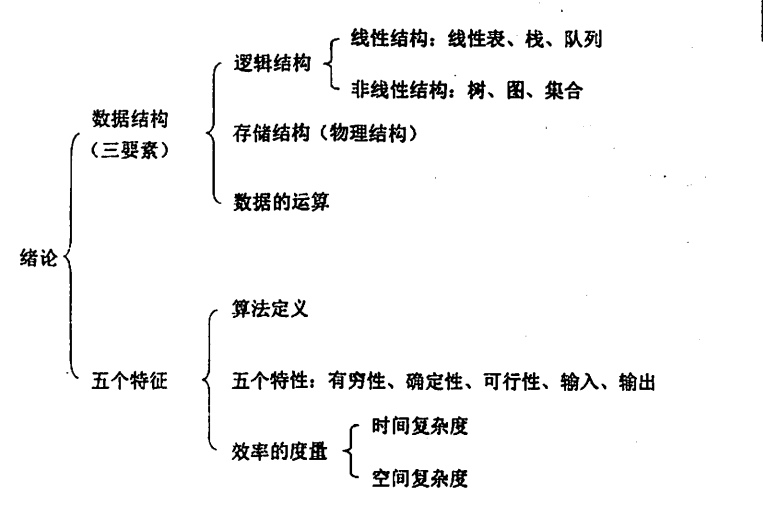 线性结构：线性表、栈、队列
逻辑结构
非线性结构：树、图、集合
数据结构
（三要素）
存储结构（物理结构）
数据的运算
绪论
算法定义
五个特征
五个特性：有穷性、确定性、可行性、输入、输出
时间复杂度
效率的度量
空间复杂度